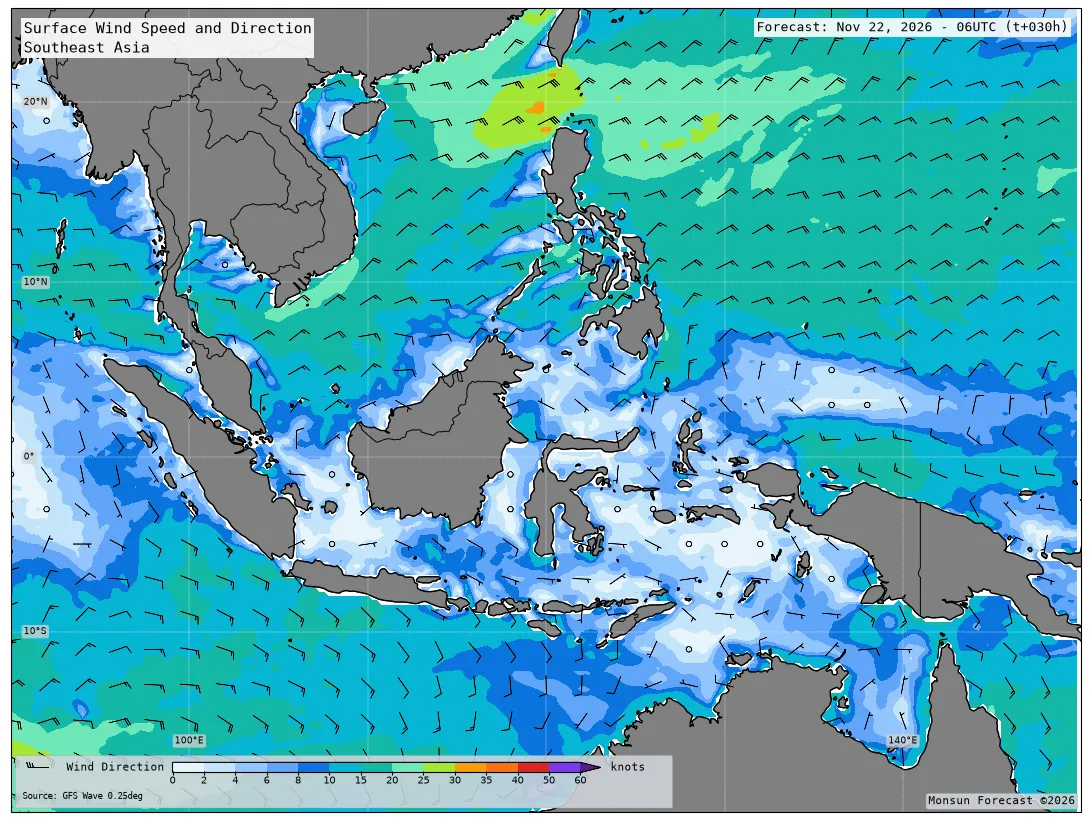 Surface Wind Speed and Direction
Southeast Asia
Forecast: Nov 22, 2026 - 06UTC (t+030h)
20°N
10°N
0°
10°S
100°E
140°E
Wind Direction
0 2 4 6 8 10 15 20 25 30 35 40 50 60
knots
Source: GFS Wave 0.25deg
Monsun Forecast ©2026